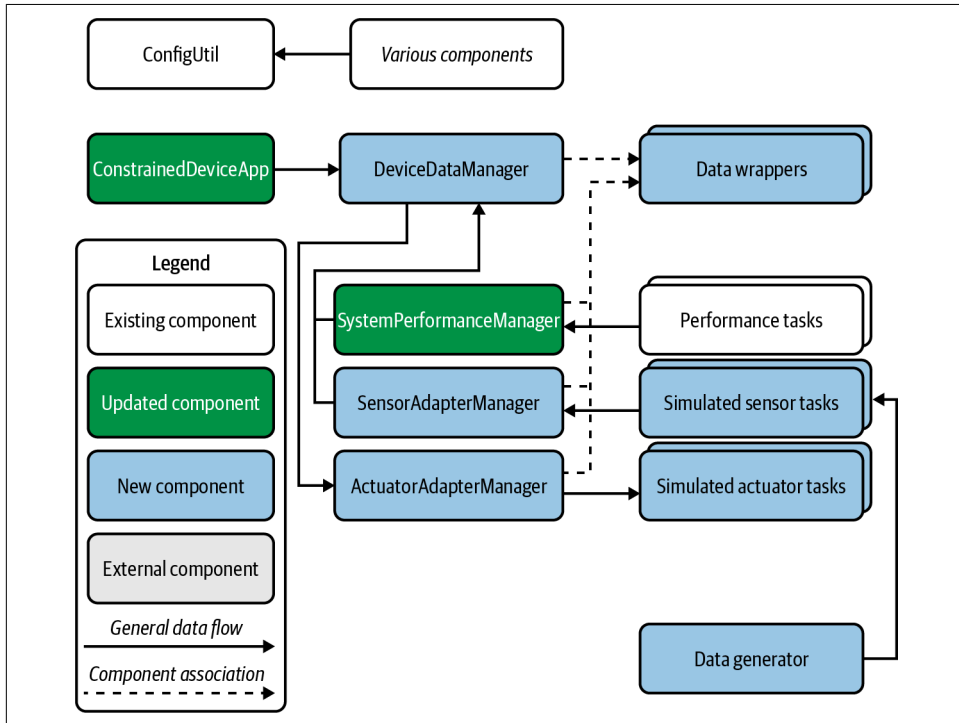 ConfigUtil
Various components
ConstrainedDeviceApp
DeviceDataManager
Data wrappers
Legend
Existing component
SystemPerformanceManager
Performance tasks
Updated component
SensorAdapterManager
Simulated sensor tasks
New component
ActuatorAdapterManager
Simulated actuator tasks
External component
General data flow
Component association
Data generator